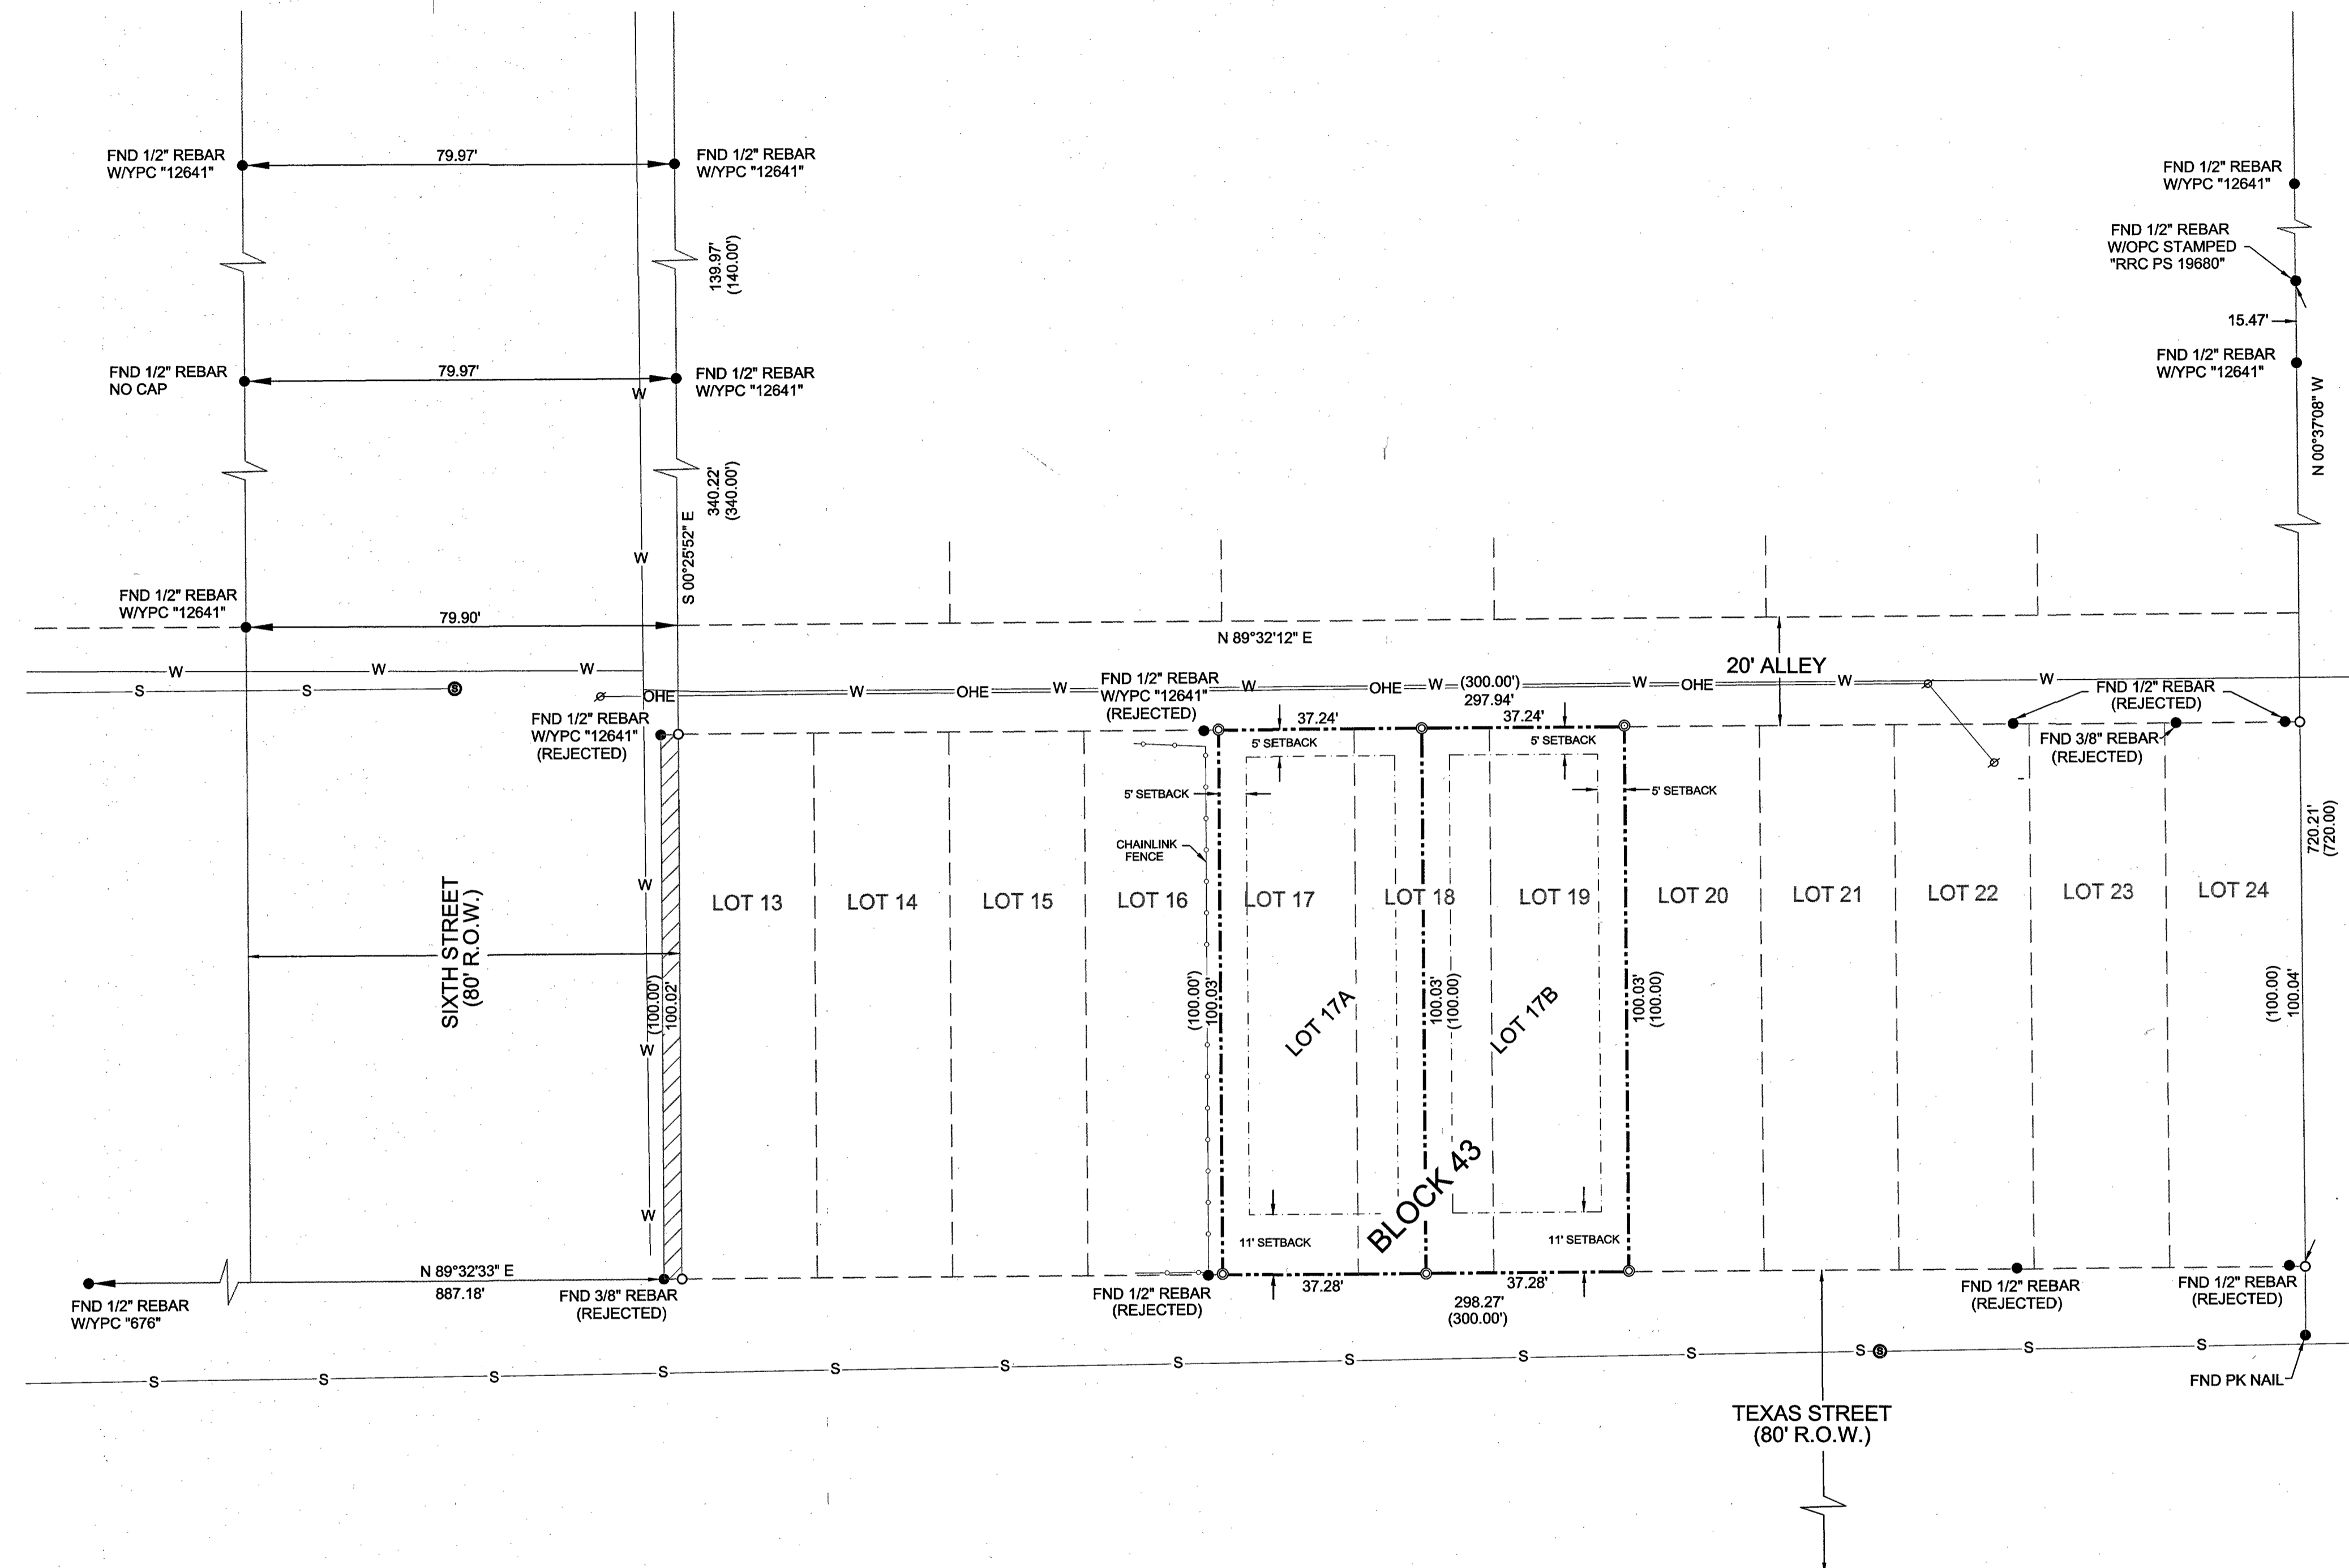 FND 1/2" REBAR
W/YPC "12641"
79.97'
FND 1/2" REBAR
W/YPC "12641"
FND 1/2" REBAR
W/YPC "12641"
FND 1/2" REBAR
W/OPC STAMPED
"RRC PS 19680"
139.97'
(140.00')
15.47'
FND 1/2" REBAR
W/YPC "12641"
FND 1/2" REBAR
NO CAP
79.97'
FND 1/2" REBAR
W/YPC "12641"
W
N 00°37'08" W
340.22'
(340.00')
S 00°25'52" E
W
FND 1/2" REBAR
W/YPC "12641"
79.90'
N 89°32'12" E
20' ALLEY
W W W
S S S
OHE W OHE W W OHE W W OHE W W
(300.00')
297.94'
FND 1/2" REBAR
W/YPC "12641"
(REJECTED)
FND 1/2" REBAR
W/YPC "12641"
(REJECTED)
FND 1/2" REBAR
(REJECTED)
FND 3/8" REBAR
(REJECTED)
37.24'
37.24'
5' SETBACK
5' SETBACK
5' SETBACK
5' SETBACK
CHAINLINK
FENCE
720.21'
(720.00)
W
LOT 13
LOT 14
LOT 15
LOT 16
LOT 17
LOT 18
LOT 19
LOT 20
LOT 21
LOT 22
LOT 23
LOT 24
SIXTH STREET
(80' R.O.W.)
(100.00')
100.02'
(100.00')
100.03'
LOT 17A
100.03'
(100.00)
LOT 17B
100.03'
(100.00)
(100.00)
100.04'
W
W
BLOCK 43
11' SETBACK
11' SETBACK
N 89°32'33" E
887.18'
FND 1/2" REBAR
W/YPC "676"
FND 3/8" REBAR
(REJECTED)
FND 1/2" REBAR
(REJECTED)
37.28'
37.28'
298.27'
(300.00')
FND 1/2" REBAR
(REJECTED)
FND 1/2" REBAR
(REJECTED)
S S S S S S S S S S S S S S
FND PK NAIL
TEXAS STREET
(80' R.O.W.)